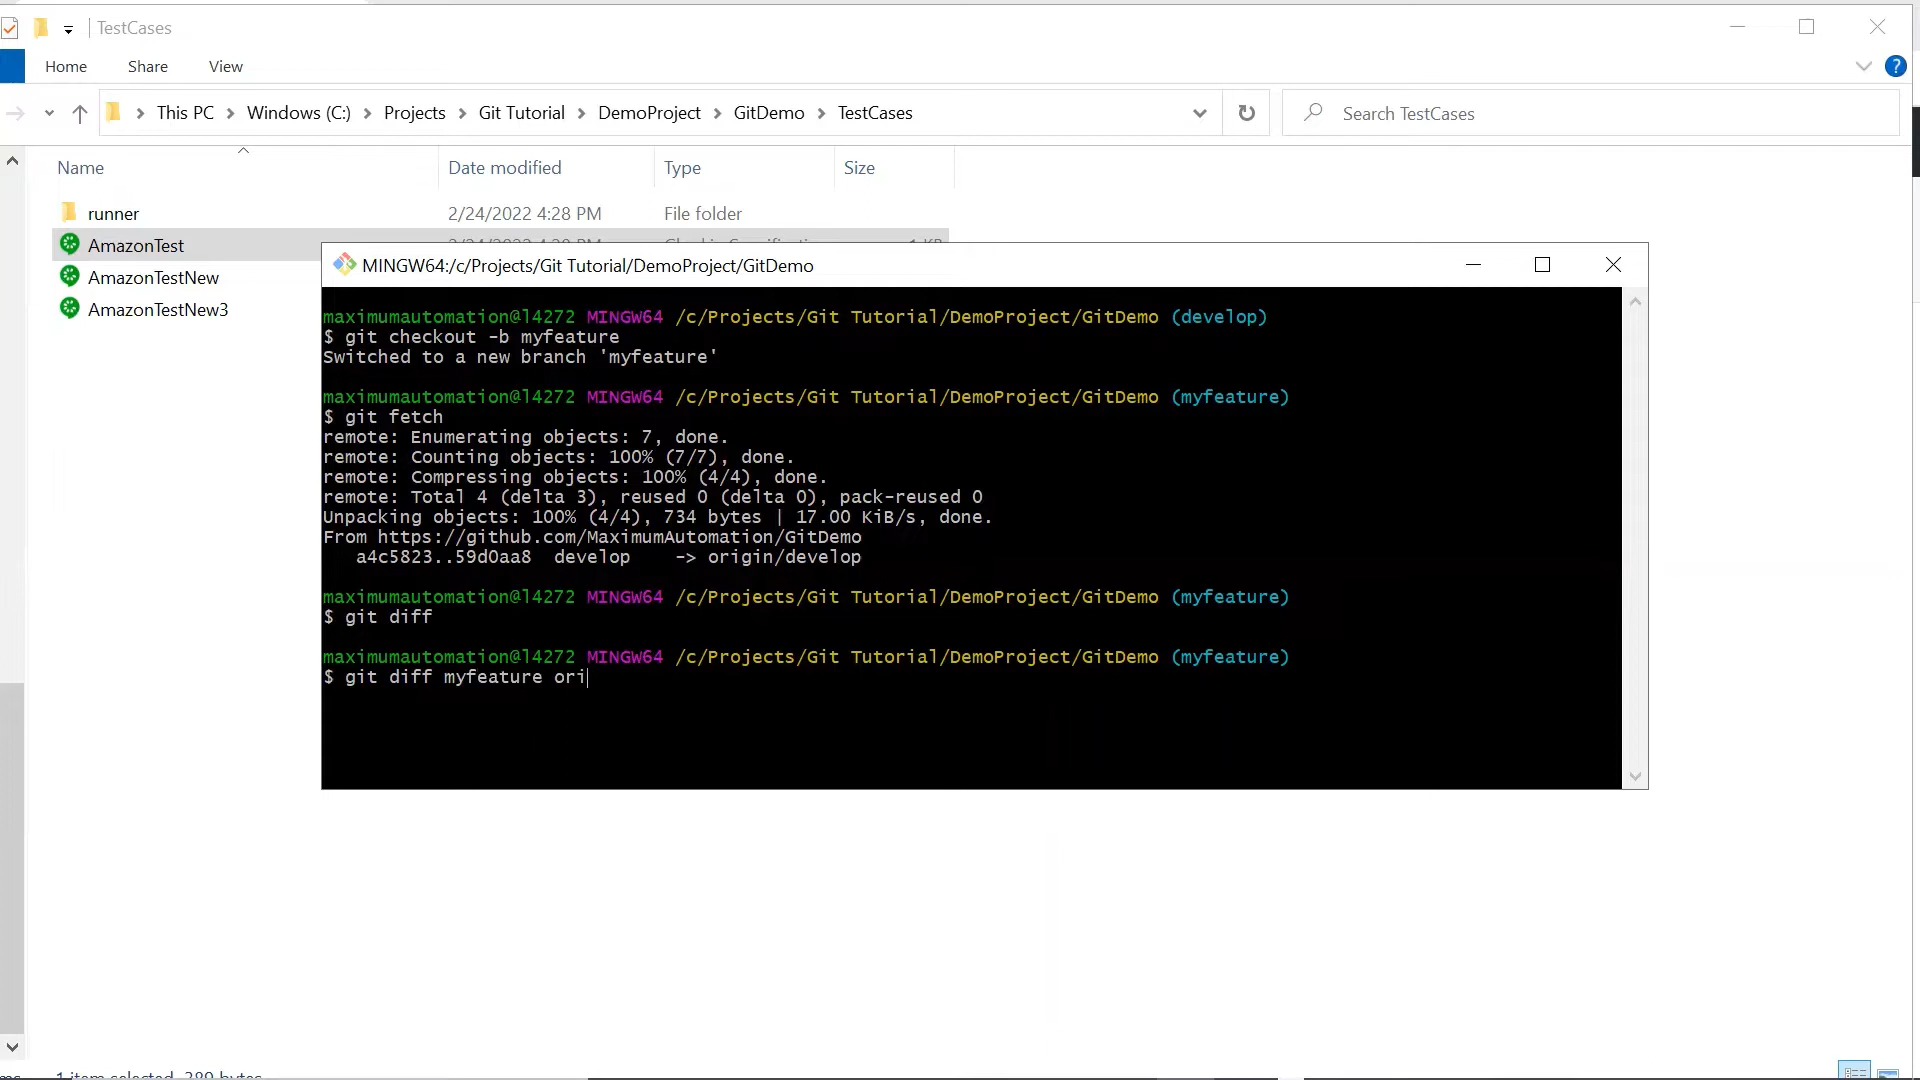 TestCases
Home Share View
This PC > Windows (C:) > Projects > Git Tutorial > DemoProject > GitDemo > TestCases
Search TestCases
Name Date modified Type Size
runner 2/24/2022 4:28 PM File folder
AmazonTest
AmazonTestNew
AmazonTestNew3
MINGW64:/c/Projects/Git Tutorial/DemoProject/GitDemo
maximumautomation@l4272 MINGW64 /c/Projects/Git Tutorial/DemoProject/GitDemo (develop)
$ git checkout -b myfeature
Switched to a new branch 'myfeature'
maximumautomation@l4272 MINGW64 /c/Projects/Git Tutorial/DemoProject/GitDemo (myfeature)
$ git fetch
remote: Enumerating objects: 7, done.
remote: Counting objects: 100% (7/7), done.
remote: Compressing objects: 100% (4/4), done.
remote: Total 4 (delta 3), reused 0 (delta 0), pack-reused 0
Unpacking objects: 100% (4/4), 734 bytes | 17.00 KiB/s, done.
From https://github.com/MaximumAutomation/GitDemo
a4c5823..59d0aa8 develop -> origin/develop
maximumautomation@l4272 MINGW64 /c/Projects/Git Tutorial/DemoProject/GitDemo (myfeature)
$ git diff
maximumautomation@l4272 MINGW64 /c/Projects/Git Tutorial/DemoProject/GitDemo (myfeature)
$ git diff myfeature ori
1 item selected 389 bytes